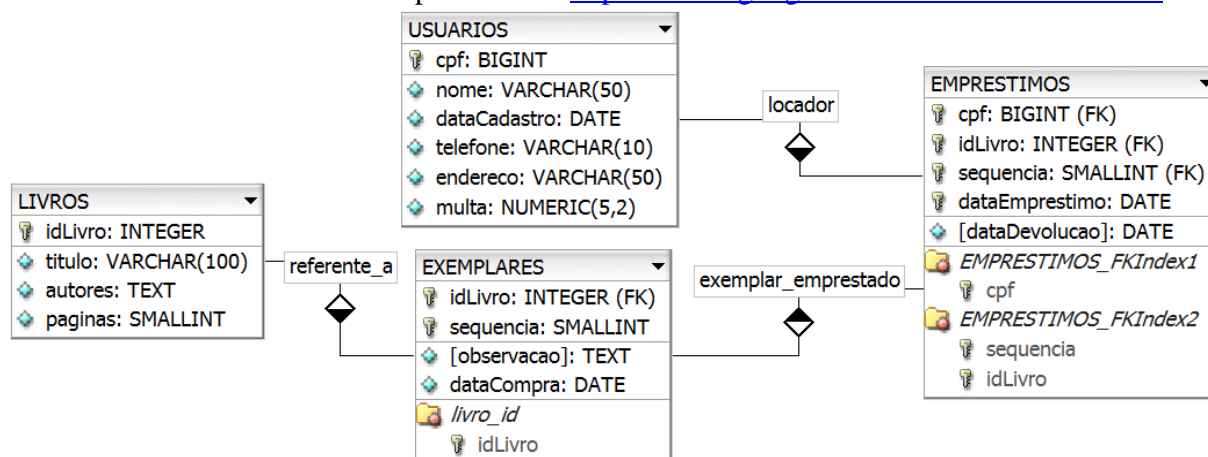 USUARIOS
cpf: BIGINT
nome: VARCHAR(50)
dataCadastro: DATE
telefone: VARCHAR(10)
endereco: VARCHAR(50)
multa: NUMERIC(5,2)
locador
EMPRESTIMOS
cpf: BIGINT (FK)
idLivro: INTEGER (FK)
sequencia: SMALLINT (FK)
dataEmprestimo: DATE
[dataDevolucao]: DATE
EMPRESTIMOS_FKIndex1
cpf
EMPRESTIMOS_FKIndex2
sequencia
idLivro
LIVROS
idLivro: INTEGER
titulo: VARCHAR(100)
autores: TEXT
paginas: SMALLINT
referente_a
EXEMPLARES
idLivro: INTEGER (FK)
sequencia: SMALLINT
[observacao]: TEXT
dataCompra: DATE
livro_id
idLivro
exemplar_emprestado